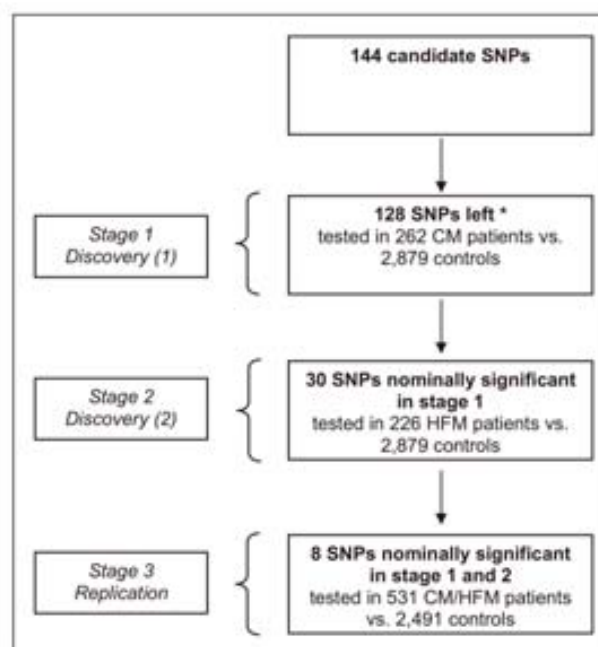 144 candidate SNPs
Stage 1
Discovery (1)
128 SNPs left *
tested in 262 CM patients vs.
2,879 controls
Stage 2
Discovery (2)
30 SNPs nominally significant
in stage 1
tested in 226 HFM patients vs.
2,879 controls
Stage 3
Replication
8 SNPs nominally significant
in stage 1 and 2
tested in 531 CM/HFM patients
vs. 2,491 controls